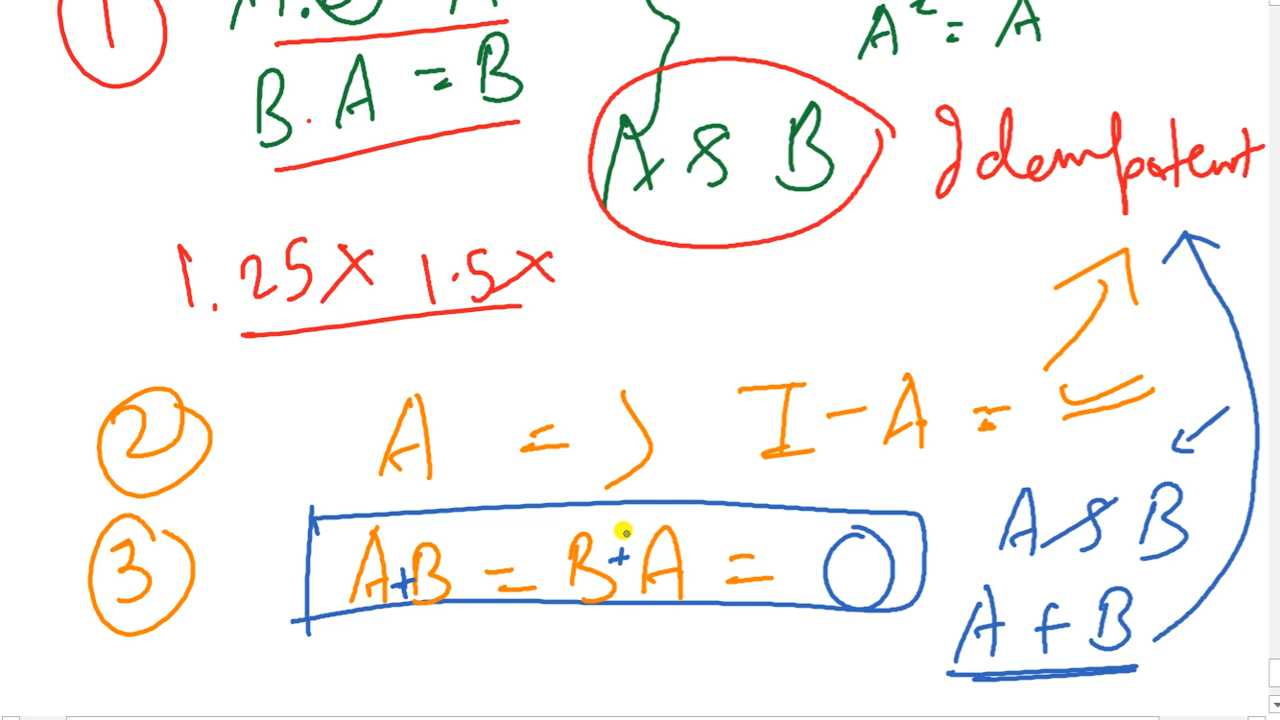 1
B. A = B
A² = A
A & B
Idempotent
1.25X 1.5X
2 A => I - A =
3 A+B = B+A = O
A & B
A + B